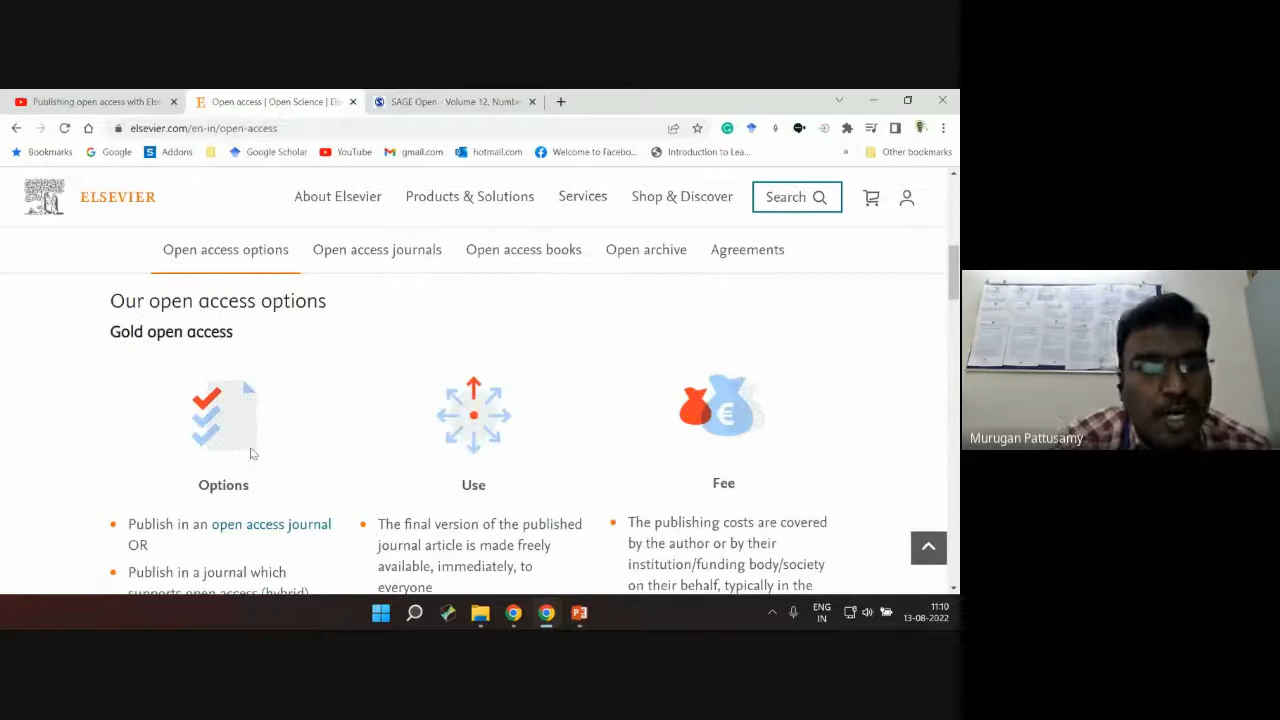 Publishing open access with Else
Open access | Open Science | Els
SAGE Open - Volume 12, Numbe
elsevier.com/en-in/open-access
Bookmarks
Google
Addons
Google Scholar
YouTube
gmail.com
hotmail.com
Welcome to Facebo...
Introduction to Lea...
»
Other bookmarks
ELSEVIER
About Elsevier
Products & Solutions
Services
Shop & Discover
Search
Open access options
Open access journals
Open access books
Open archive
Agreements
Our open access options
Gold open access
€
Options
Use
Fee
Publish in an open access journal
OR
Publish in a journal which
supports open access (hybrid)
The final version of the published
journal article is made freely
available, immediately, to
everyone
The publishing costs are covered
by the author or by their
institution/funding body/society
on their behalf, typically in the
ENG
IN
11:10
13-08-2022
Murugan Pattusamy